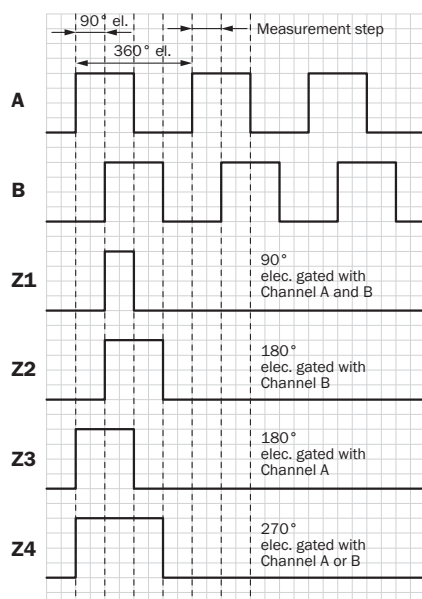 90° el.
Measurement step
360° el.
A
B
Z1
90°
elec. gated with
Channel A and B
Z2
180°
elec. gated with
Channel B
Z3
180°
elec. gated with
Channel A
Z4
270°
elec. gated with
Channel A or B